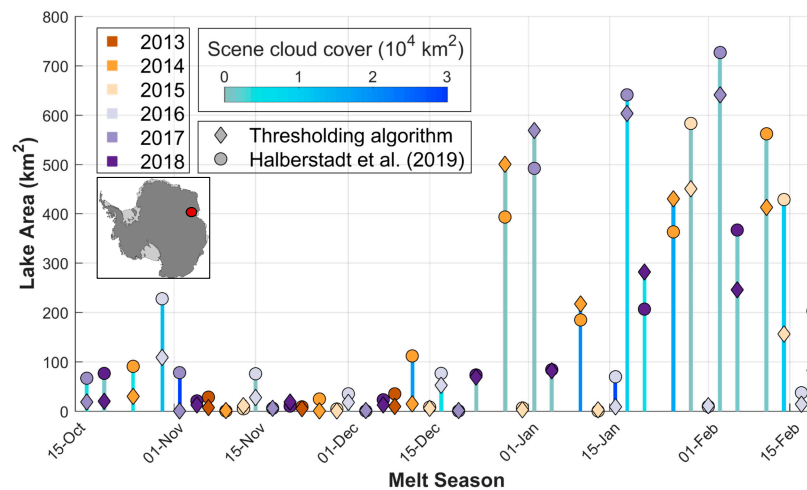 800
700
600
500
400
300
200
100
0
Lake Area (km²)
2013
2014
2015
2016
2017
2018
Scene cloud cover (10⁴ km²)
0 1 2 3
Thresholding algorithm
Halberstadt et al. (2019)
15-Oct 01-Nov 15-Nov 01-Dec 15-Dec 01-Jan 15-Jan 01-Feb 15-Feb
Melt Season